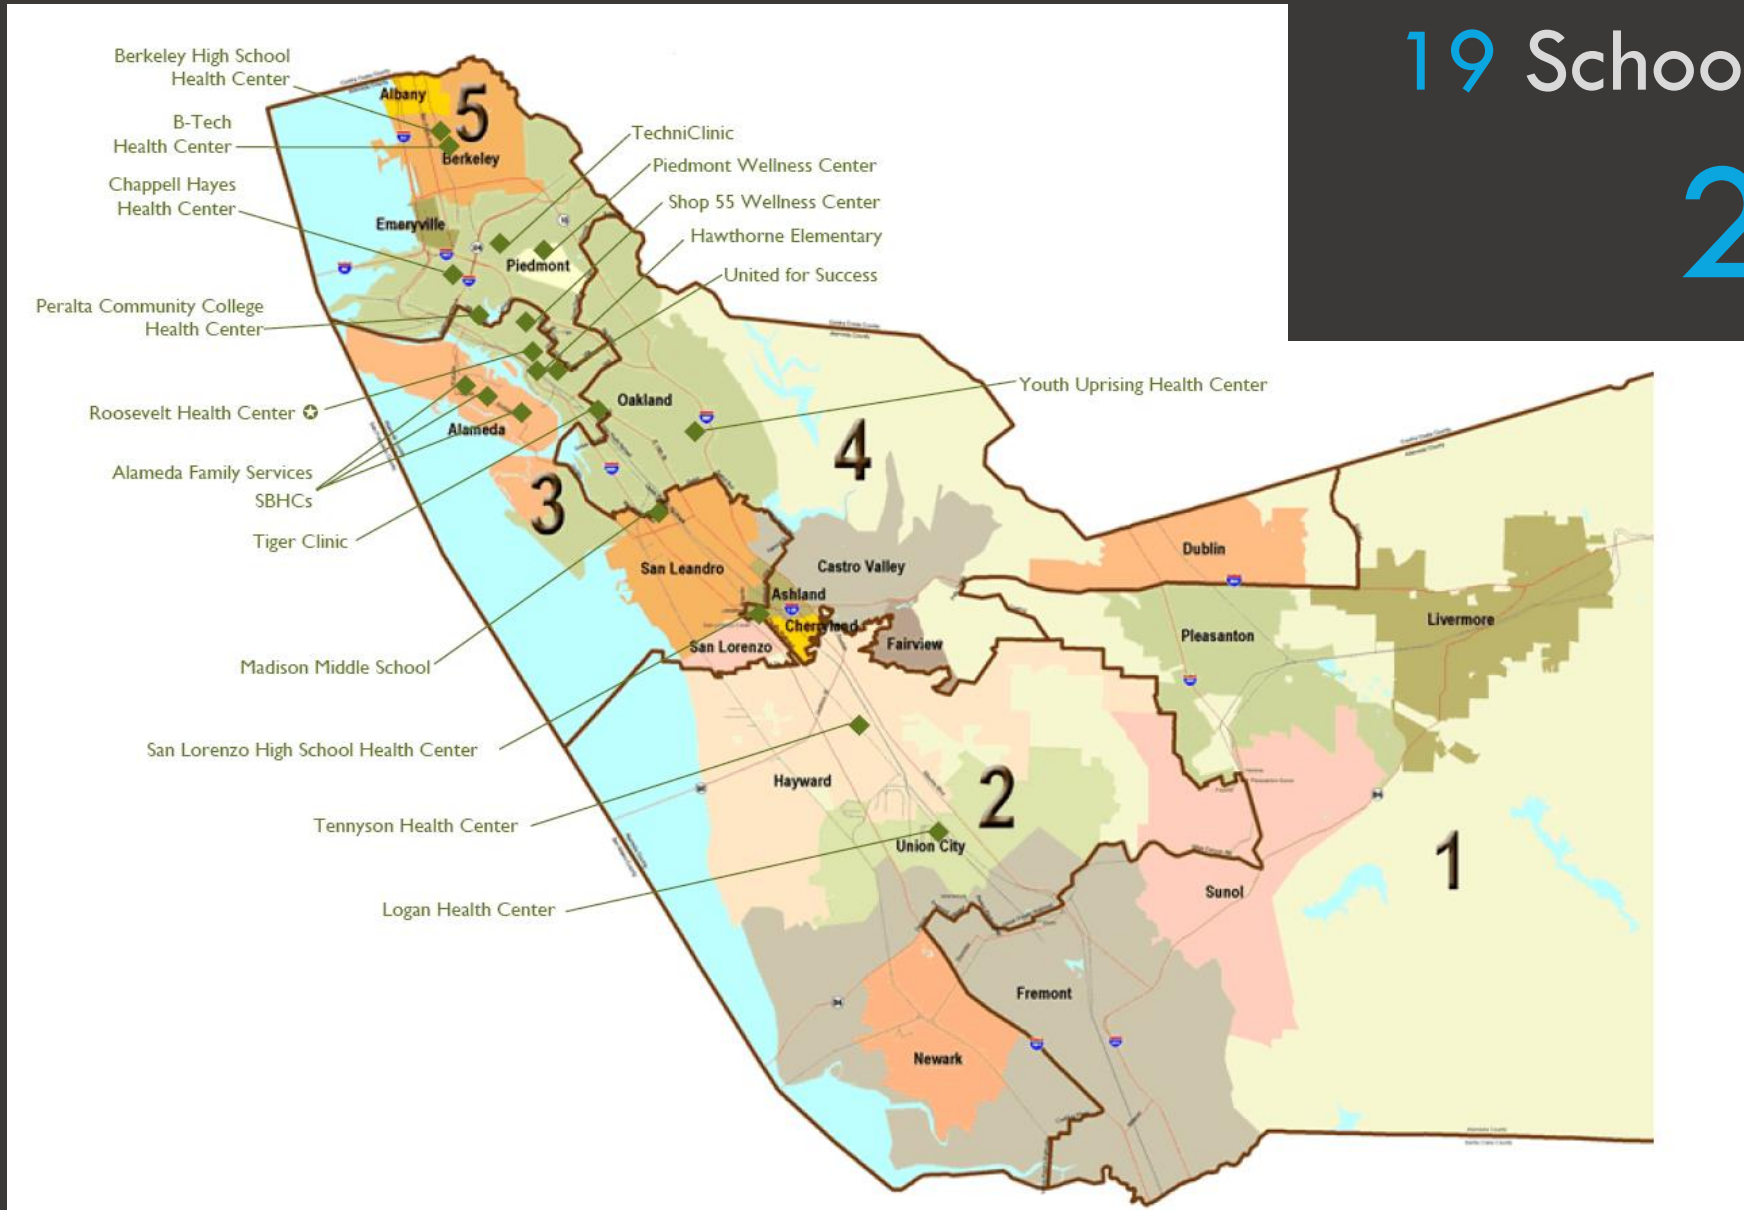 19 Schoo
2
Berkeley High School
Health Center
B-Tech
Health Center
Chappell Hayes
Health Center
Peralta Community College
Health Center
Roosevelt Health Center
Alameda Family Services
SBHCs
Tiger Clinic
Madison Middle School
San Lorenzo High School Health Center
Tennyson Health Center
Logan Health Center
TechniClinic
Piedmont Wellness Center
Shop 55 Wellness Center
Hawthorne Elementary
United for Success
Youth Uprising Health Center
Albany
5
Berkeley
Emeryville
Piedmont
Oakland
Alameda
4
3
San Leandro
Castro Valley
Ashland
Cherryland
San Lorenzo
Fairview
Dublin
Livermore
Pleasanton
Hayward
2
Union City
Sunol
1
Fremont
Newark